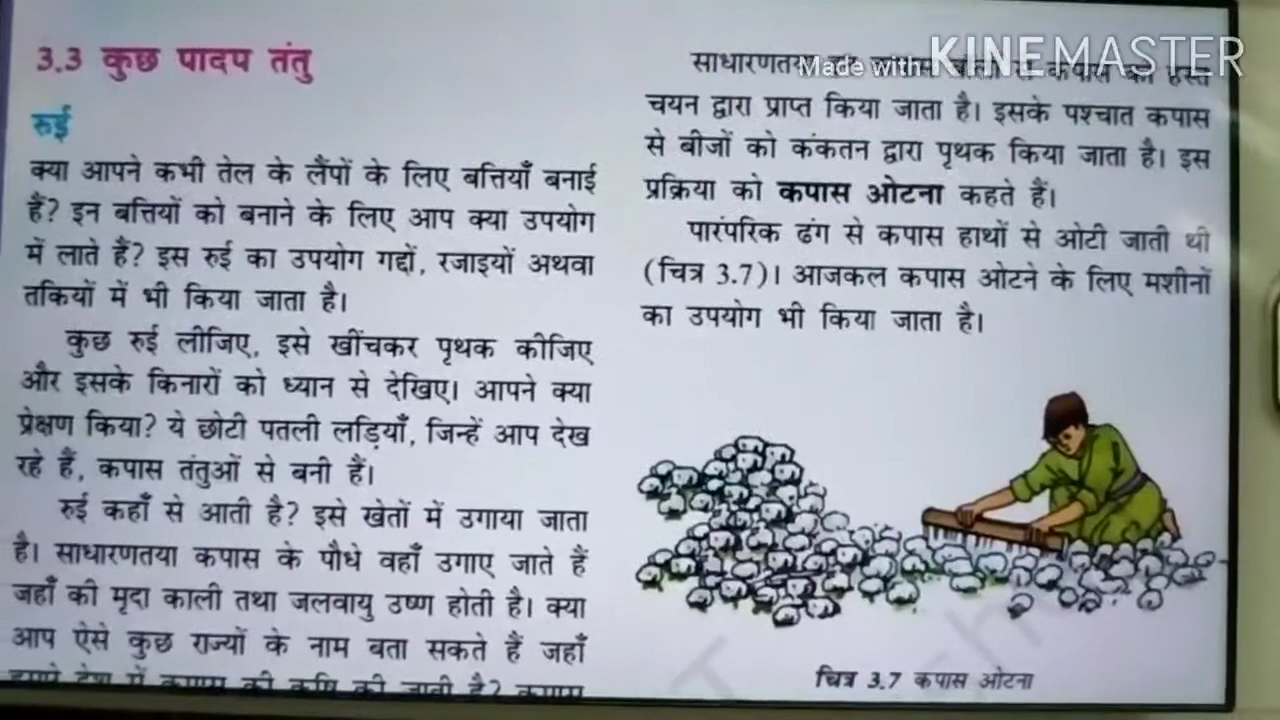 3.3 कुछ पादप तंतु
रुई
क्या आपने कभी तेल के लैंपों के लिए बत्तियाँ बनाई
हैं? इन बत्तियों को बनाने के लिए आप क्या उपयोग
में लाते हैं? इस रुई का उपयोग गद्दों, रजाइयों अथवा
तकियों में भी किया जाता है।
कुछ रुई लीजिए, इसे खींचकर पृथक कीजिए
और इसके किनारों को ध्यान से देखिए। आपने क्या
प्रेक्षण किया? ये छोटी पतली लड़ियाँ, जिन्हें आप देख
रहे हैं, कपास तंतुओं से बनी हैं।
रुई कहाँ से आती है? इसे खेतों में उगाया जाता
है। साधारणतया कपास के पौधे वहाँ उगाए जाते हैं
जहाँ की मृदा काली तथा जलवायु उष्ण होती है। क्या
आप ऐसे कुछ राज्यों के नाम बता सकते हैं जहाँ
साधारणतया कपास हस्त
Made with KINEMASTER
चयन द्वारा प्राप्त किया जाता है। इसके पश्चात कपास
से बीजों को कंकतन द्वारा पृथक किया जाता है। इस
प्रक्रिया को कपास ओटना कहते हैं।
पारंपरिक ढंग से कपास हाथों से ओटी जाती थी
(चित्र 3.7)। आजकल कपास ओटने के लिए मशीनों
का उपयोग भी किया जाता है।
चित्र 3.7 कपास ओटना